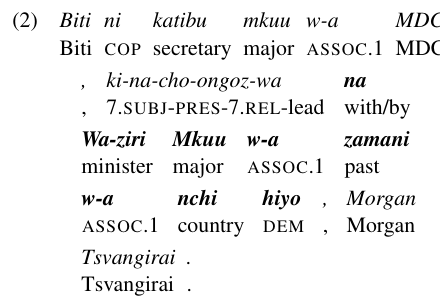 (2) Biti ni katibu mkuu w-a MDC
Biti COP secretary major ASSOC.1 MDC
, ki-na-cho-ongoz-wa na
, 7.SUBJ-PRES-7.REL-lead with/by
Wa-ziri Mkuu w-a zamani
minister major ASSOC.1 past
w-a nchi hiyo , Morgan
ASSOC.1 country DEM , Morgan
Tsvangirai .
Tsvangirai .